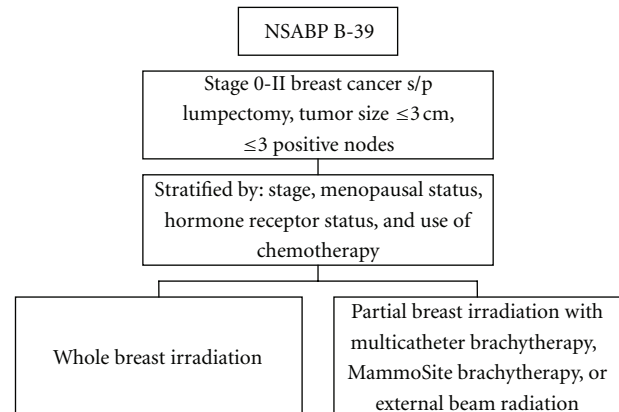 NSABP B-39
Stage 0-II breast cancer s/p
lumpectomy, tumor size ≤3 cm,
≤3 positive nodes
Stratified by: stage, menopausal status,
hormone receptor status, and use of
chemotherapy
Whole breast irradiation
Partial breast irradiation with
multicatheter brachytherapy,
MammoSite brachytherapy, or
external beam radiation